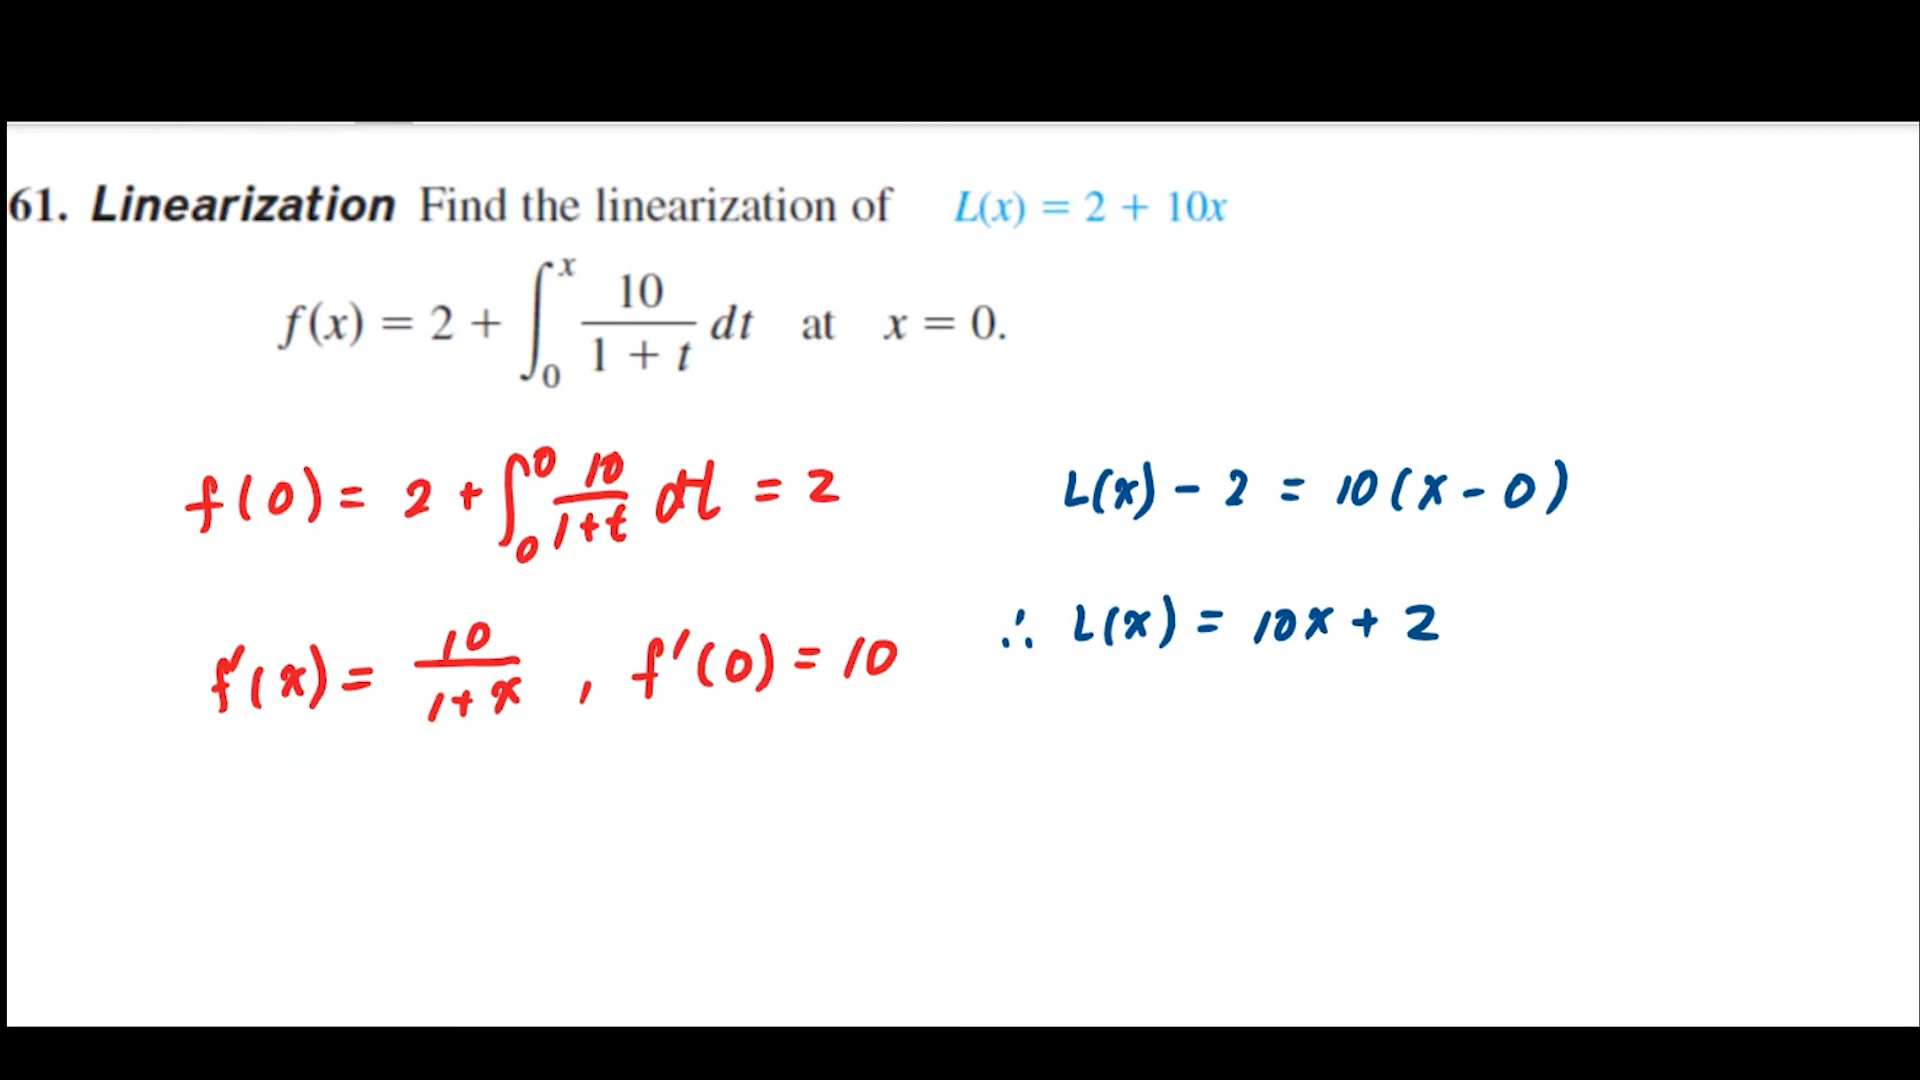 61. Linearization Find the linearization of L(x) = 2 + 10x
f(x) = 2 + ∫₀ˣ 10/(1 + t) dt at x = 0.
f(0) = 2 + ∫₀⁰ 10/(1+t) dt = 2
L(x) - 2 = 10(x - 0)
f'(x) = 10/(1+x) , f'(0) = 10
∴ L(x) = 10x + 2